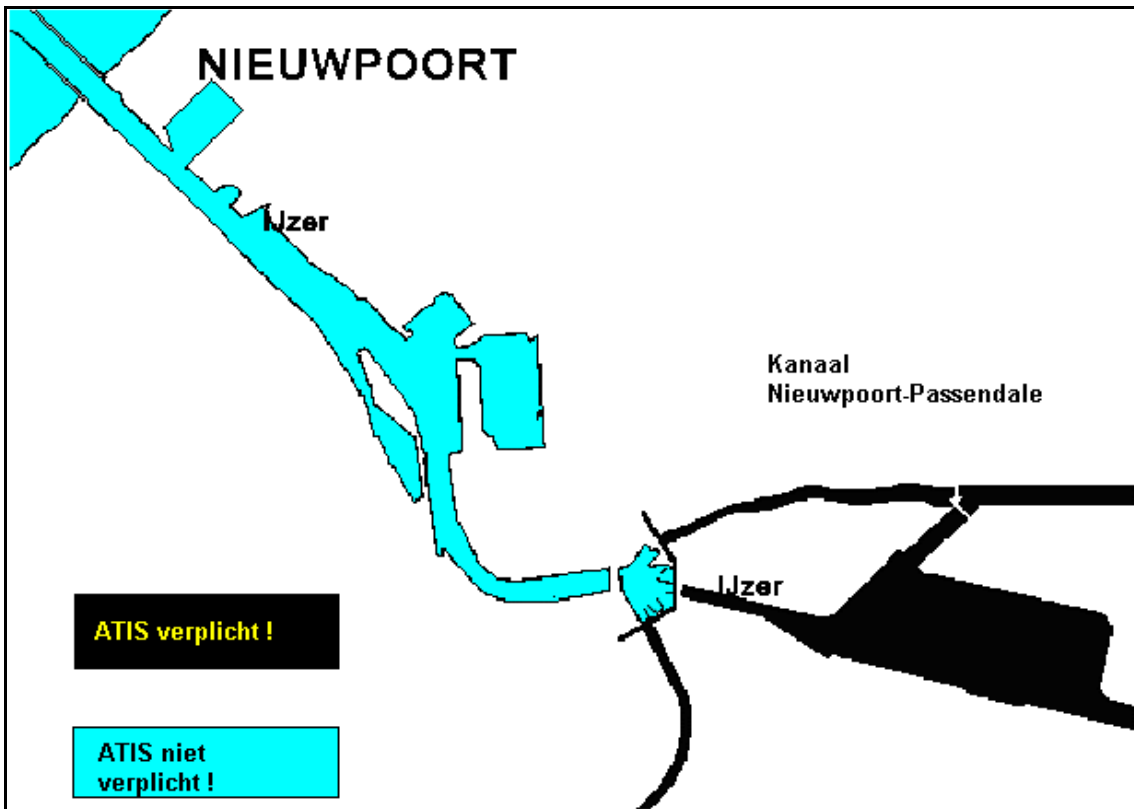 NIEUWPOORT
IJzer
Kanaal
Nieuwpoort-Passendale
IJzer
ATIS verplicht !
ATIS niet
verplicht !